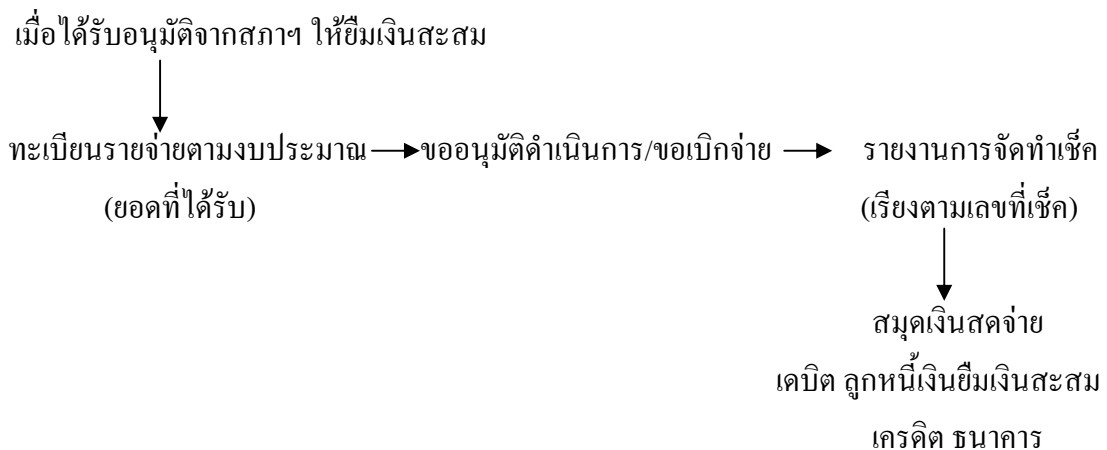 เมื่อได้รับอนุมัติจากสภาฯ ให้ยืมเงินสะสม
ทะเบียนรายจ่ายตามงบประมาณ ขออนุมัติดำเนินการ/ขอเบิกจ่าย รายงานการจัดทำเช็ค
(ยอดที่ได้รับ) (เรียงตามเลขที่เช็ค)
สมุดเงินสดจ่าย
เดบิต ลูกหนี้เงินยืมเงินสะสม
เครดิต ธนาคาร